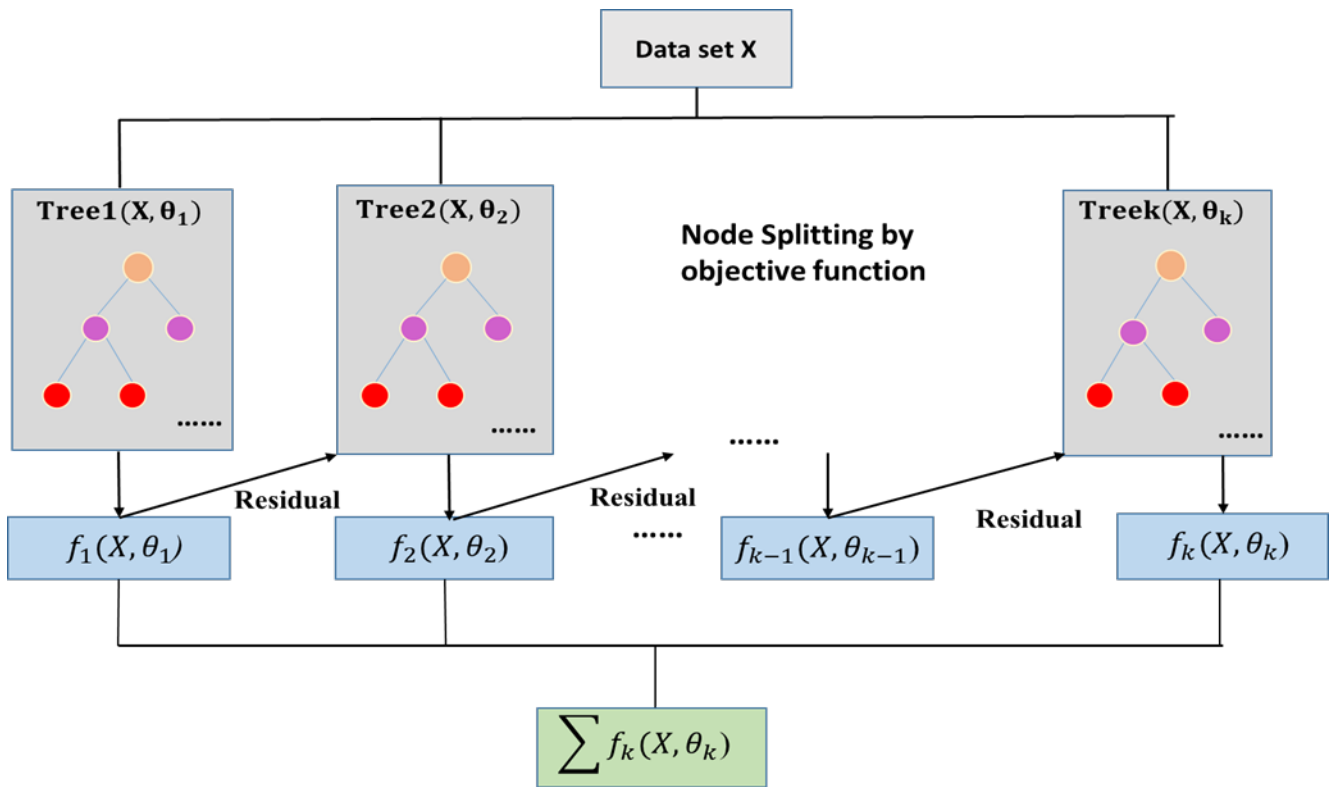 Data set X
Tree1(X, θ₁)
Tree2(X, θ₂)
Node Splitting by
objective function
Treek(X, θₖ)
......
......
......
......
Residual
Residual
......
Residual
f₁(X, θ₁)
f₂(X, θ₂)
fₖ₋₁(X, θₖ₋₁)
fₖ(X, θₖ)
∑ fₖ(X, θₖ)